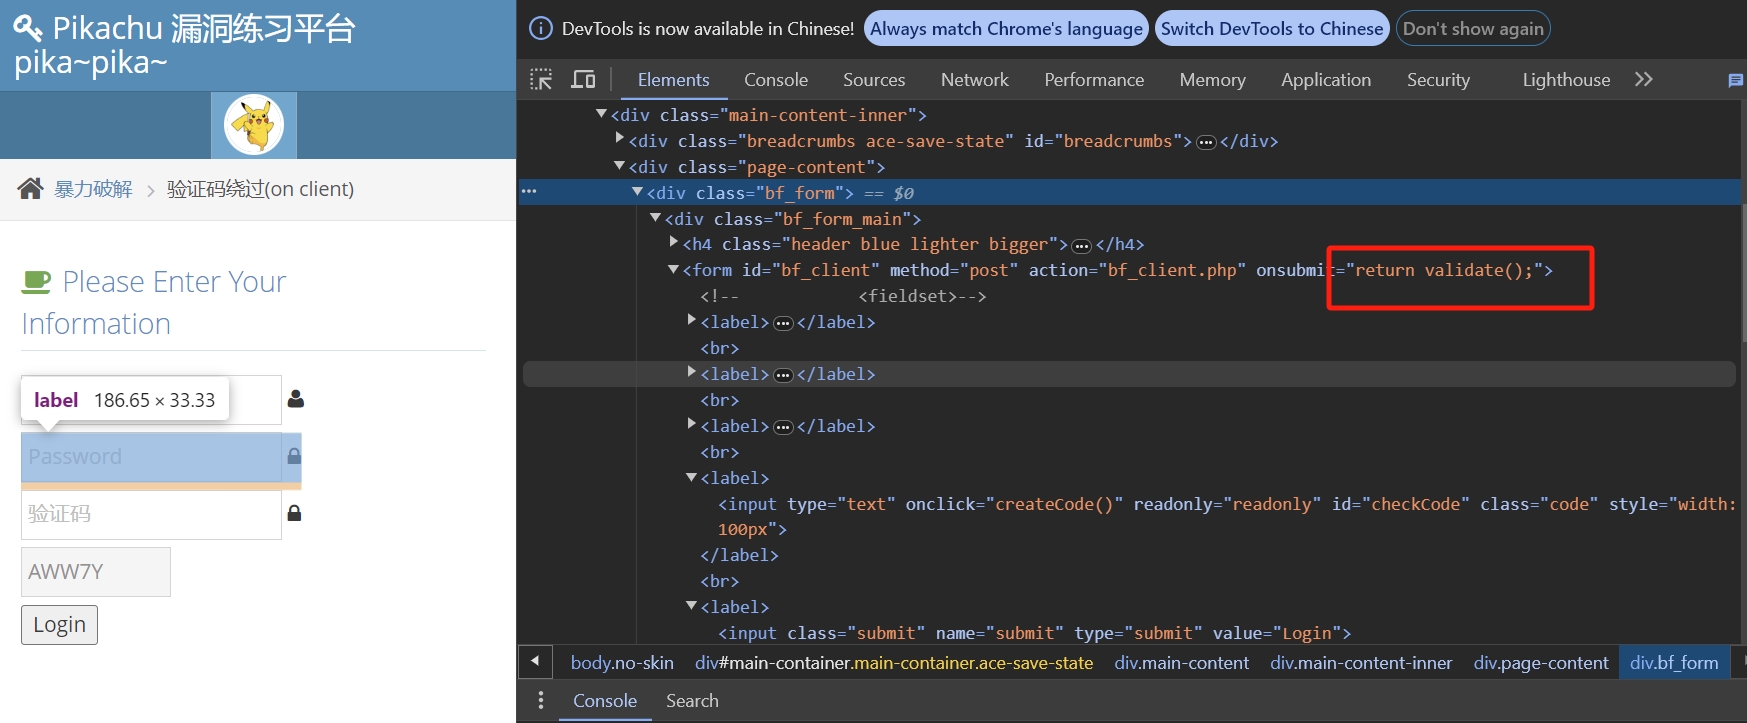 Pikachu 漏洞练习平台
pika~pika~
暴力破解 > 验证码绕过(on client)
Please Enter Your
Information
label 186.65 × 33.33
Password
验证码
AWW7Y
Login
DevTools is now available in Chinese! Always match Chrome's language Switch DevTools to Chinese Don't show again
Elements Console Sources Network Performance Memory Application Security Lighthouse
<div class="main-content-inner">
<div class="breadcrumbs ace-save-state" id="breadcrumbs">…</div>
<div class="page-content">
<div class="bf_form"> == $0
<div class="bf_form_main">
<h4 class="header blue lighter bigger">…</h4>
<form id="bf_client" method="post" action="bf_client.php" onsubmit="return validate();">
<!-- <fieldset>-->
<label>…</label>
<br>
<label>…</label>
<br>
<label>…</label>
<br>
<label>
<input type="text" onclick="createCode()" readonly="readonly" id="checkCode" class="code" style="width:
100px">
</label>
<br>
<label>
<input class="submit" name="submit" type="submit" value="Login">
body.no-skin div#main-container.main-container.ace-save-state div.main-content div.main-content-inner div.page-content div.bf_form
Console Search